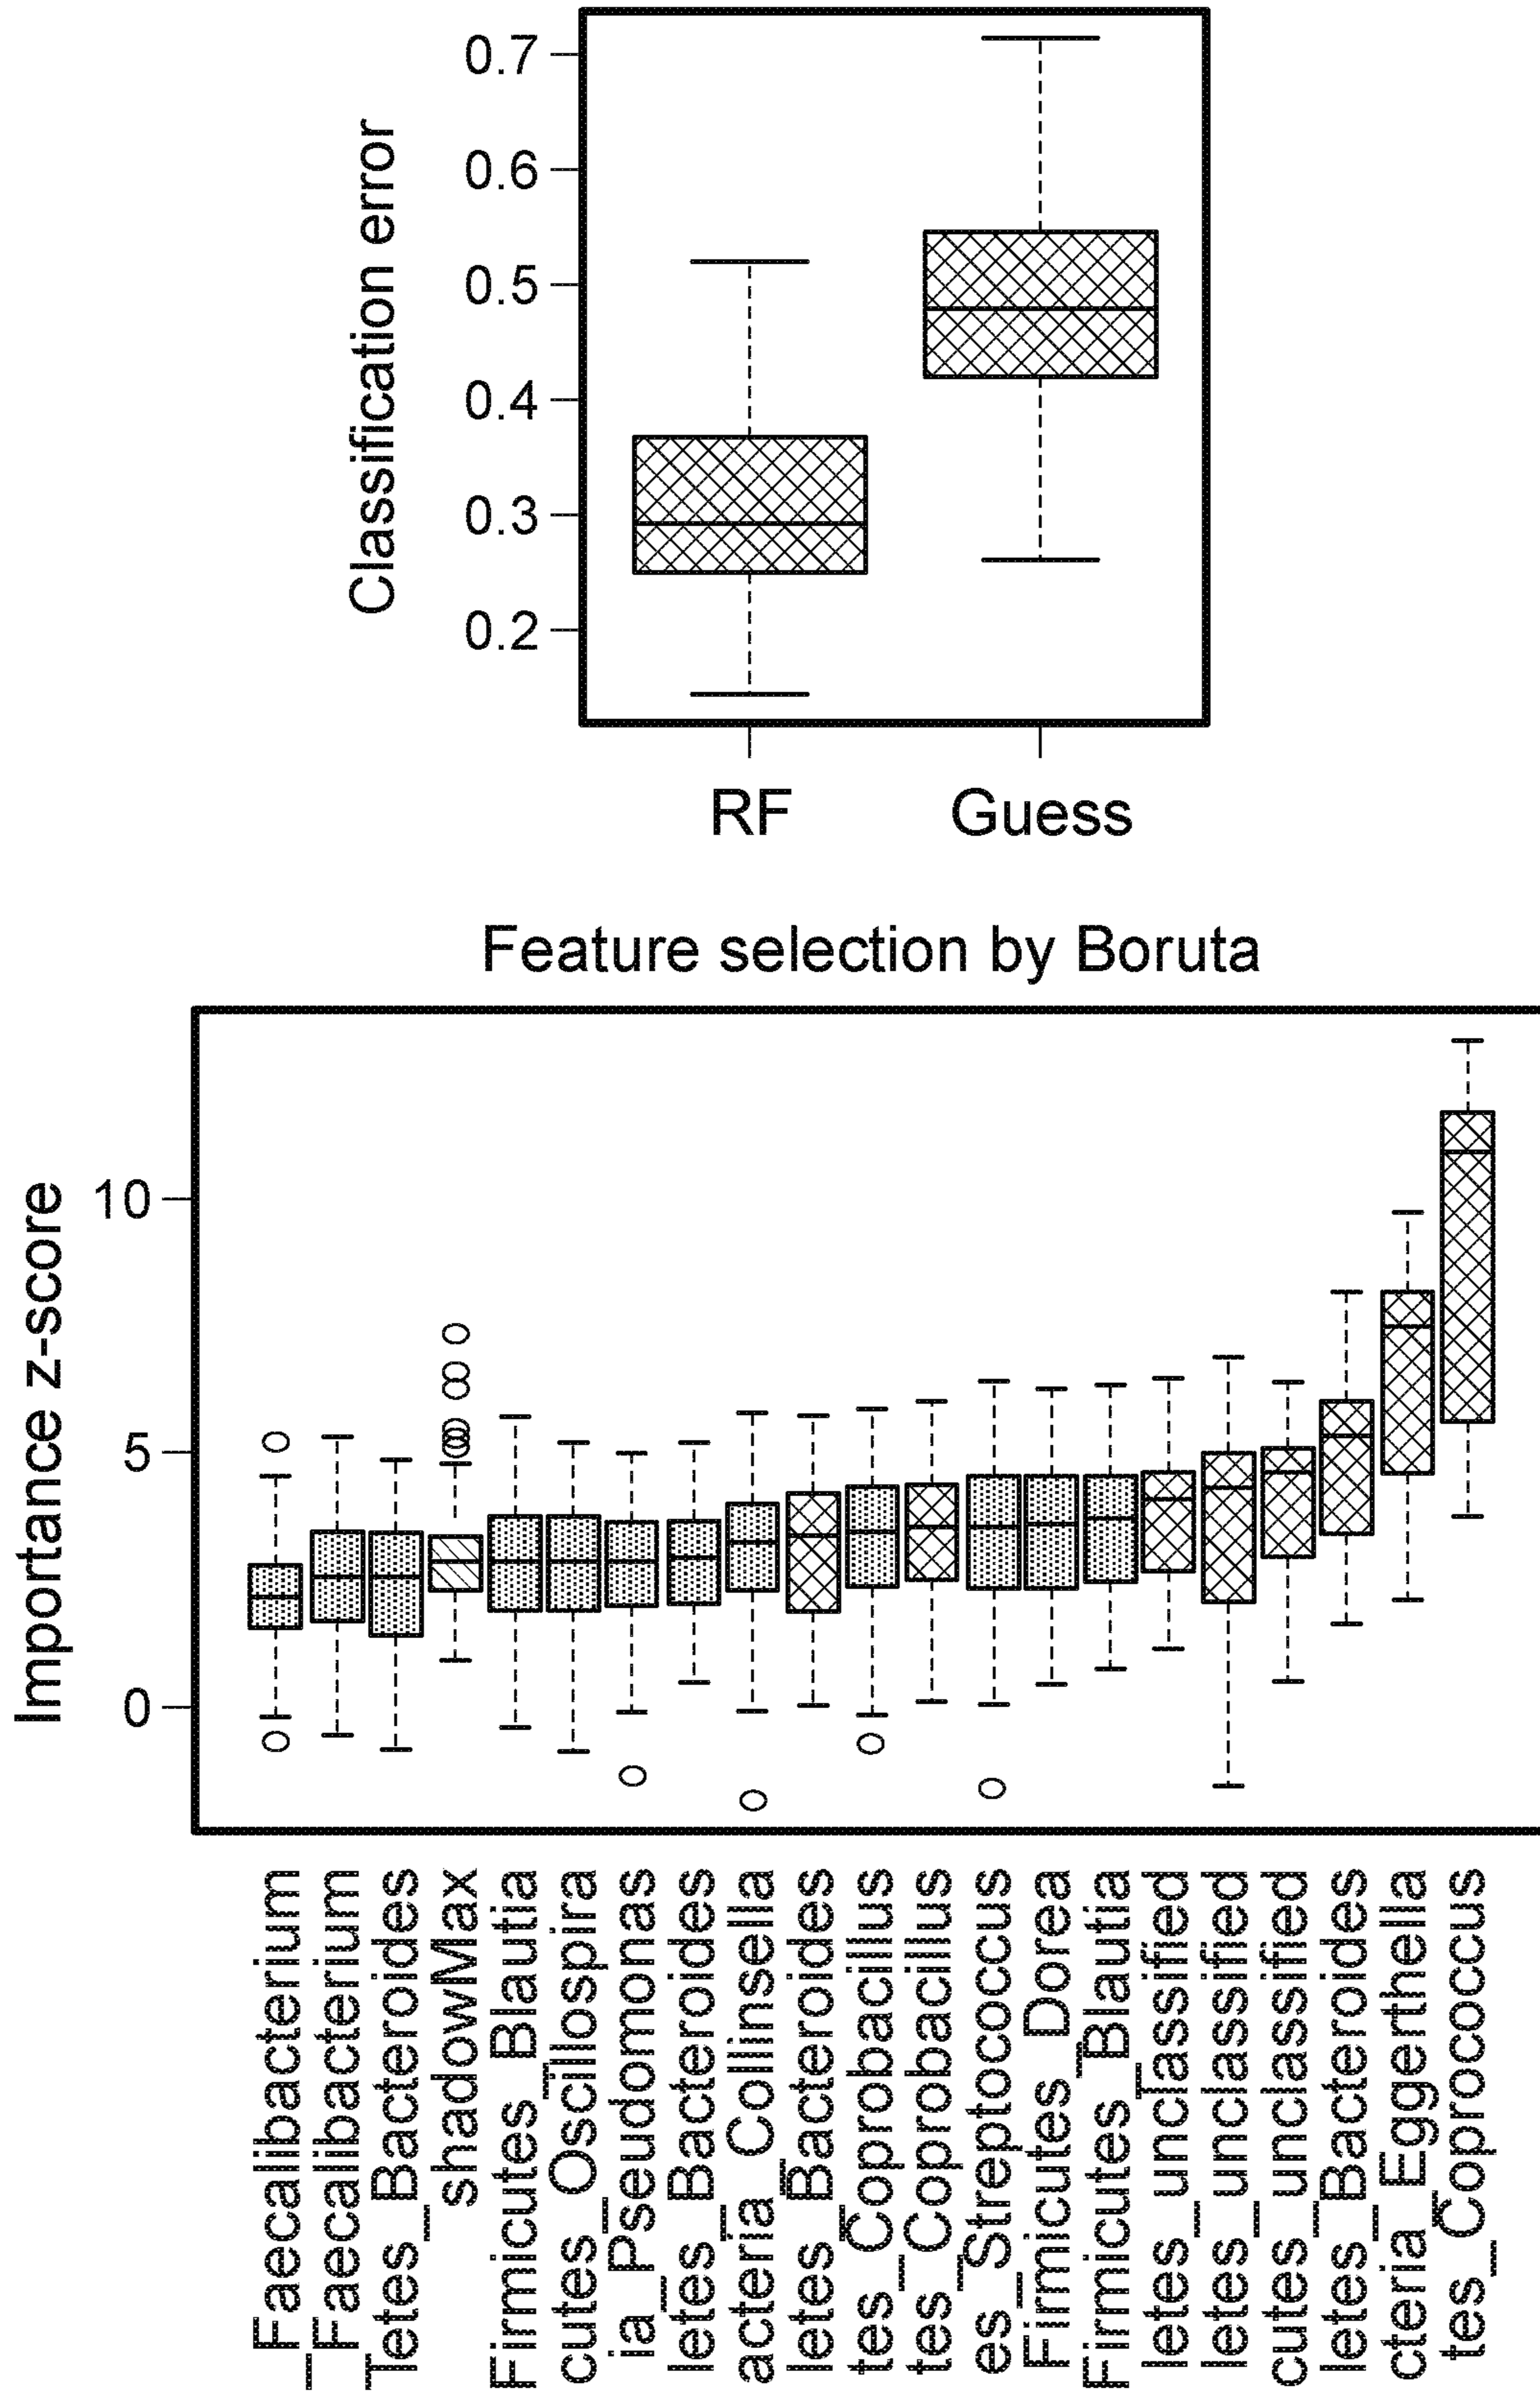 Classification error
0.7
0.6
0.5
0.4
0.3
0.2
RF Guess
Feature selection by Boruta
Importance z-score
10
5
0
_Faecalibacterium
_Faecalibacterium
letes_Bacteroides
shadowMax
Firmicutes_Blautia
cutes_Oscillospira
ia_Pseudomonas
letes_Bacteroides
acteria_Collinsella
letes_Bacteroides
tes_Coprobacillus
tes_Coprobacillus
es_Streptococcus
Firmicutes_Dorea
Firmicutes_Blautia
letes_unclassified
letes_unclassified
cutes_unclassified
letes_Bacteroides
cteria_Eggerthella
tes_Coprococcus